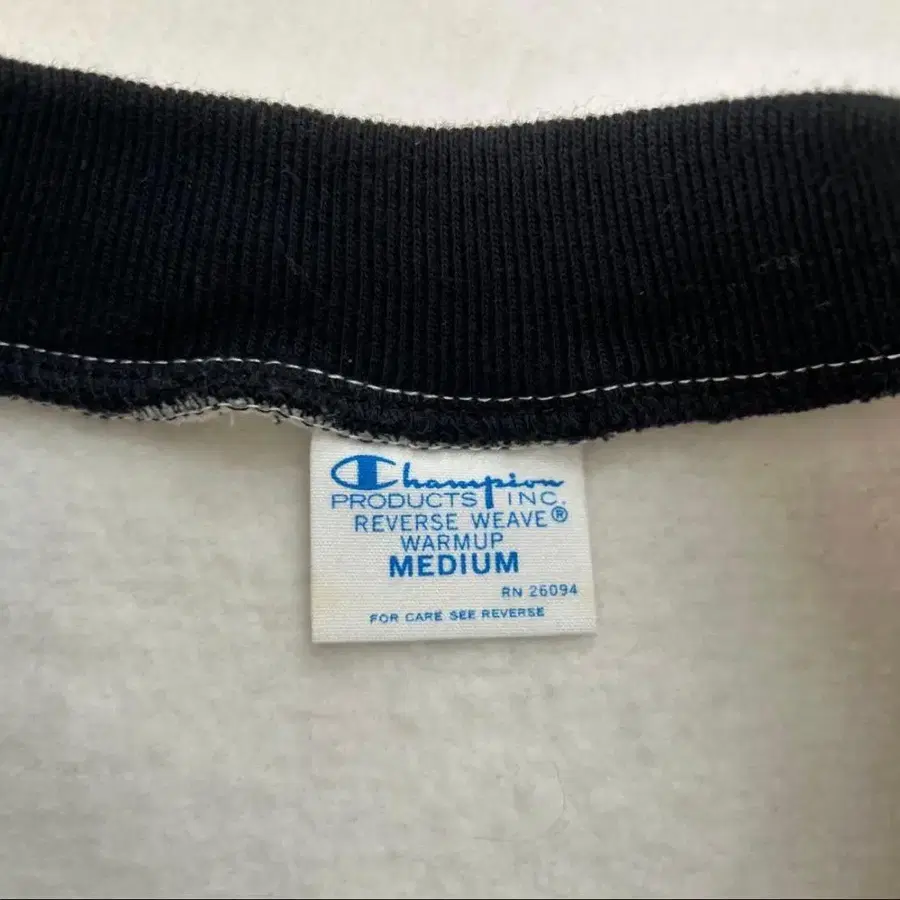 Champion
PRODUCTS INC.
REVERSE WEAVE®
WARMUP
MEDIUM
RN 26094
FOR CARE SEE REVERSE